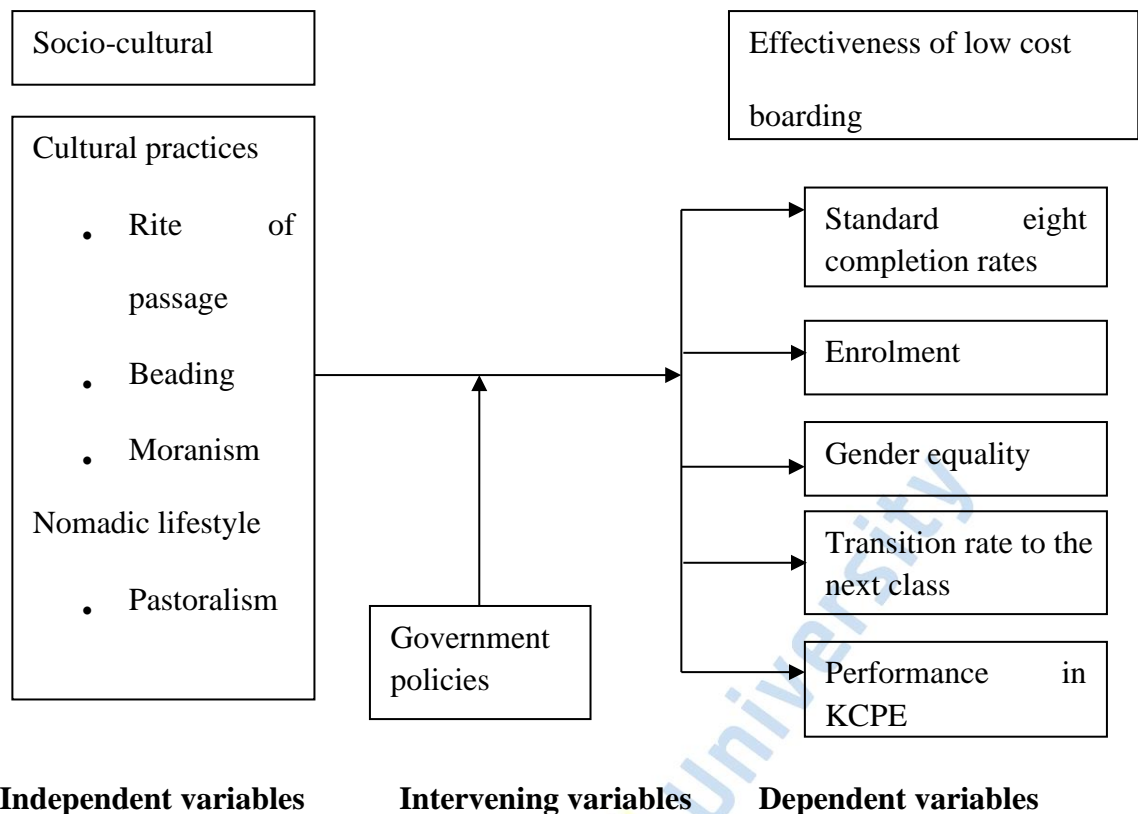 Socio-cultural
Cultural practices
• Rite of
passage
• Beading
• Moranism
Nomadic lifestyle
• Pastoralism
Government
policies
Effectiveness of low cost
boarding
Standard eight
completion rates
Enrolment
Gender equality
Transition rate to the
next class
Performance in
KCPE
Independent variables
Intervening variables
Dependent variables
University